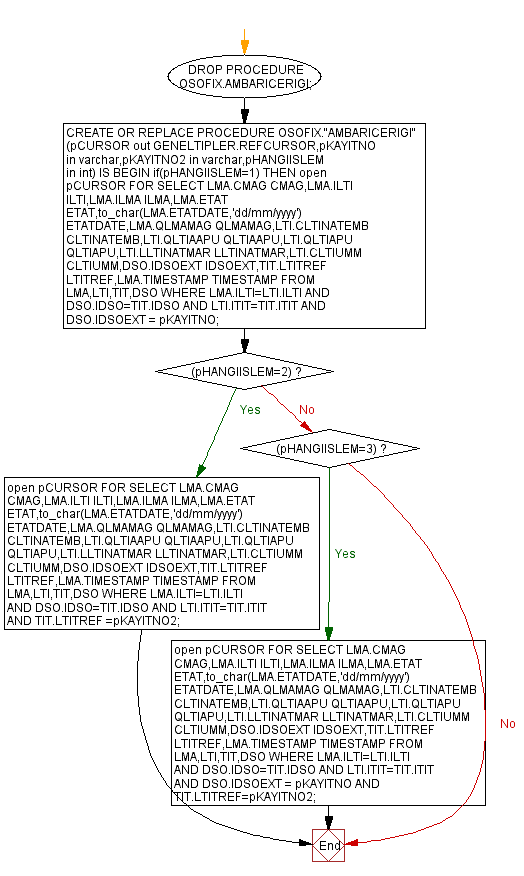 DROP PROCEDURE
OSOFIX.AMBARICERIGI;
CREATE OR REPLACE PROCEDURE OSOFIX."AMBARICERIGI"
(pCURSOR out GENELTIPLER.REFCURSOR,pKAYITNO
in varchar,pKAYITNO2 in varchar,pHANGIISLEM
in int) IS BEGIN if(pHANGIISLEM=1) THEN open
pCURSOR FOR SELECT LMA.CMAG CMAG,LMA.ILTI
ILTI,LMA.ILMA ILMA,LMA.ETAT
ETAT,to_char(LMA.ETATDATE,'dd/mm/yyyy')
ETATDATE,LMA.QLMAMAG QLMAMAG,LTI.CLTINATEMB
CLTINATEMB,LTI.QLTIAAPU QLTIAAPU,LTI.QLTIAPU
QLTIAPU,LTI.LLTINATMAR LLTINATMAR,LTI.CLTIUMM
CLTIUMM,DSO.IDSOEXT IDSOEXT,TIT.LTITREF
LTITREF,LMA.TIMESTAMP TIMESTAMP FROM
LMA,LTI,TIT,DSO WHERE LMA.ILTI=LTI.ILTI AND
DSO.IDSO=TIT.IDSO AND LTI.ITIT=TIT.ITIT AND
DSO.IDSOEXT = pKAYITNO;
(pHANGIISLEM=2) ?
Yes
No
(pHANGIISLEM=3) ?
open pCURSOR FOR SELECT LMA.CMAG
CMAG,LMA.ILTI ILTI,LMA.ILMA ILMA,LMA.ETAT
ETAT,to_char(LMA.ETATDATE,'dd/mm/yyyy')
ETATDATE,LMA.QLMAMAG QLMAMAG,LTI.CLTINATEMB
CLTINATEMB,LTI.QLTIAAPU QLTIAAPU,LTI.QLTIAPU
QLTIAPU,LTI.LLTINATMAR LLTINATMAR,LTI.CLTIUMM
CLTIUMM,DSO.IDSOEXT IDSOEXT,TIT.LTITREF
LTITREF,LMA.TIMESTAMP TIMESTAMP FROM
LMA,LTI,TIT,DSO WHERE LMA.ILTI=LTI.ILTI
AND DSO.IDSO=TIT.IDSO AND LTI.ITIT=TIT.ITIT
AND TIT.LTITREF =pKAYITNO2;
Yes
open pCURSOR FOR SELECT LMA.CMAG
CMAG,LMA.ILTI ILTI,LMA.ILMA ILMA,LMA.ETAT
ETAT,to_char(LMA.ETATDATE,'dd/mm/yyyy')
ETATDATE,LMA.QLMAMAG QLMAMAG,LTI.CLTINATEMB
CLTINATEMB,LTI.QLTIAAPU QLTIAAPU,LTI.QLTIAPU
QLTIAPU,LTI.LLTINATMAR LLTINATMAR,LTI.CLTIUMM
CLTIUMM,DSO.IDSOEXT IDSOEXT,TIT.LTITREF
LTITREF,LMA.TIMESTAMP TIMESTAMP FROM
LMA,LTI,TIT,DSO WHERE LMA.ILTI=LTI.ILTI
AND DSO.IDSO=TIT.IDSO AND LTI.ITIT=TIT.ITIT
AND DSO.IDSOEXT = pKAYITNO AND
TIT.LTITREF=pKAYITNO2;
No
End